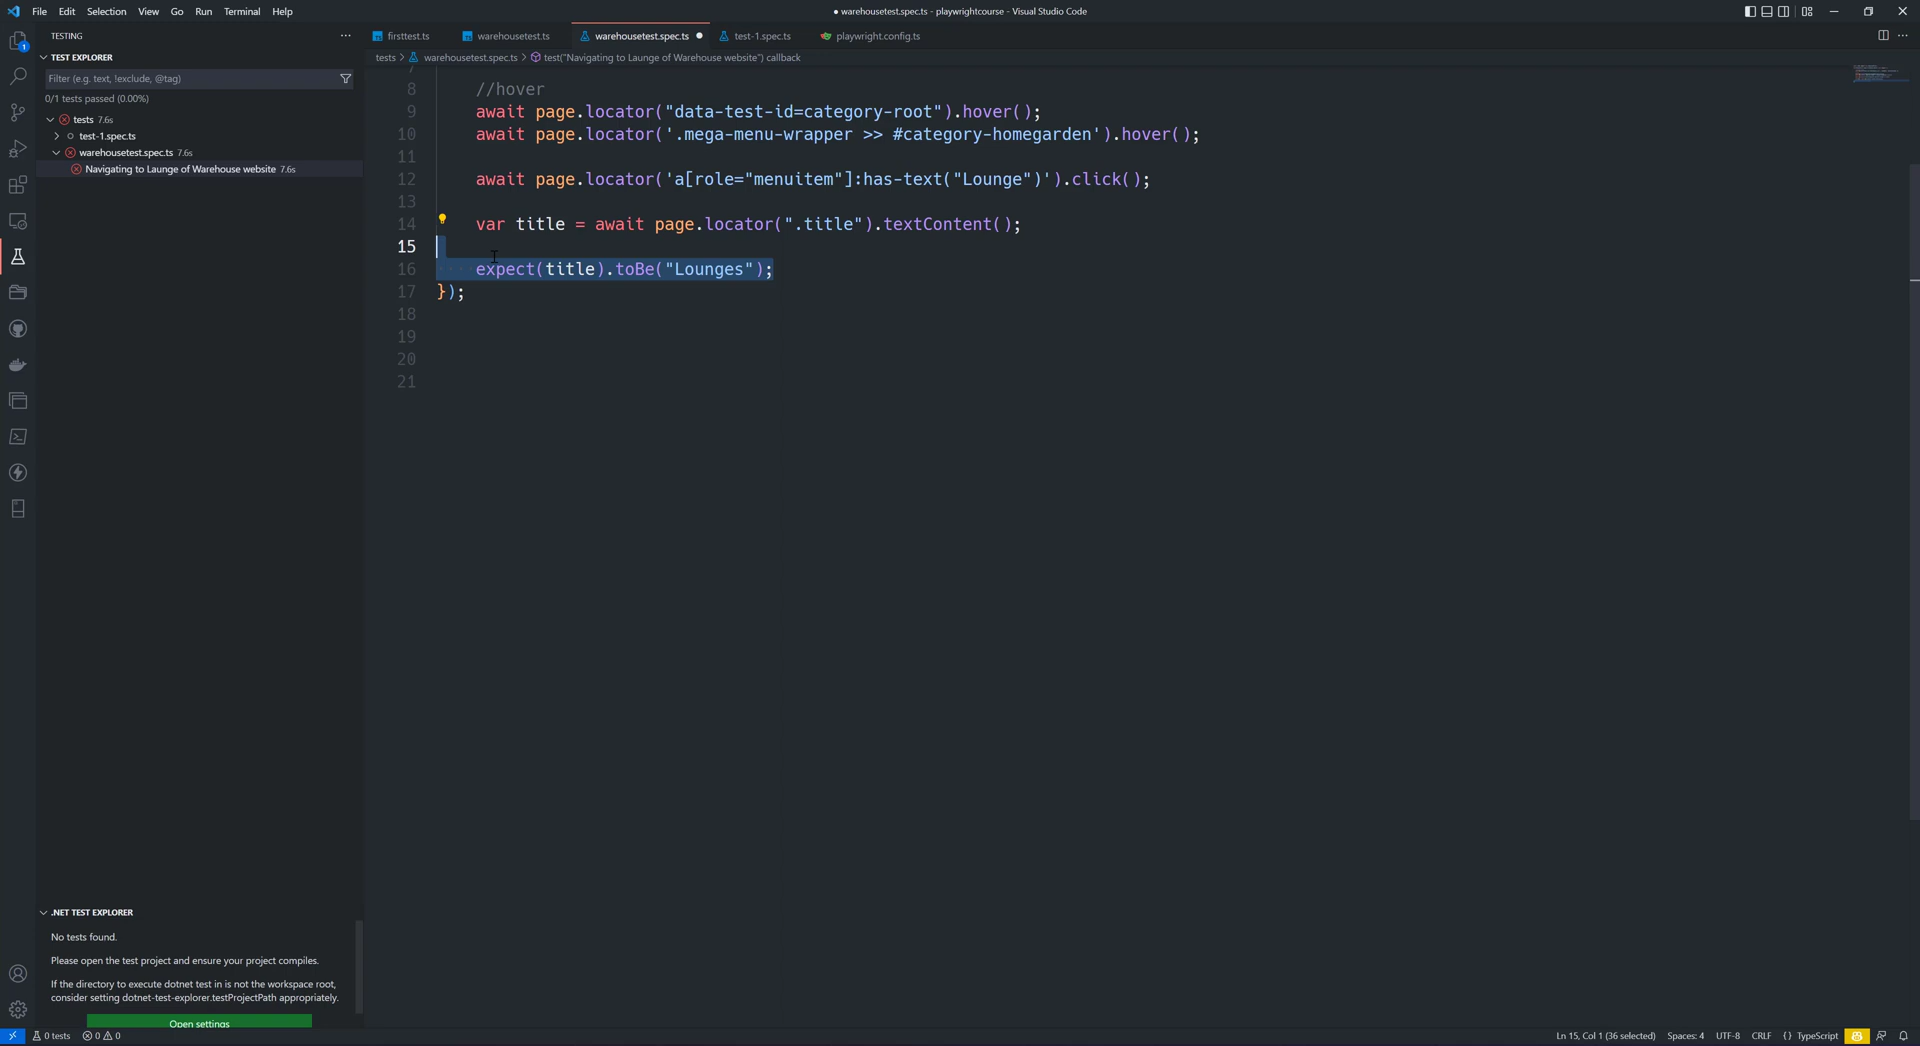 File Edit Selection View Go Run Terminal Help
● warehousetest.spec.ts - playwrightcourse - Visual Studio Code
TESTING
firsttest.ts warehousetest.ts warehousetest.spec.ts test-1.spec.ts playwright.config.ts
TEST EXPLORER
tests > warehousetest.spec.ts > test("Navigating to Launge of Warehouse website") callback
Filter (e.g. text, !exclude, @tag)
0/1 tests passed (0.00%)
tests 7.6s
test-1.spec.ts
warehousetest.spec.ts 7.6s
Navigating to Launge of Warehouse website 7.6s
8 //hover
9 await page.locator("data-test-id=category-root").hover();
10 await page.locator('.mega-menu-wrapper >> #category-homegarden').hover();
11
12 await page.locator('a[role="menuitem"]:has-text("Lounge")').click();
13
14 var title = await page.locator(".title").textContent();
15
16 expect(title).toBe("Lounges");
17 });
18
19
20
21
.NET TEST EXPLORER
No tests found.
Please open the test project and ensure your project compiles.
If the directory to execute dotnet test in is not the workspace root,
consider setting dotnet-test-explorer.testProjectPath appropriately.
Open settings
0 tests 0 0
Ln 15, Col 1 (36 selected) Spaces: 4 UTF-8 CRLF {} TypeScript
1